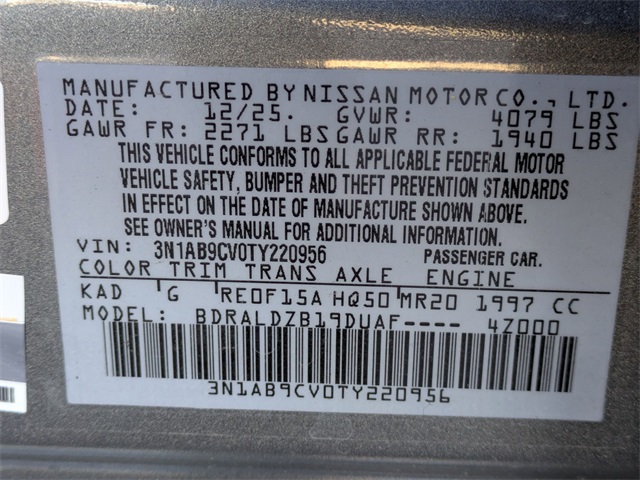 MANUFACTURED BY NISSAN MOTOR CO., LTD.
DATE: 12/25. GVWR: 4079 LBS
GAWR FR: 2271 LBS GAWR RR: 1940 LBS
THIS VEHICLE CONFORMS TO ALL APPLICABLE FEDERAL MOTOR
VEHICLE SAFETY, BUMPER AND THEFT PREVENTION STANDARDS
IN EFFECT ON THE DATE OF MANUFACTURE SHOWN ABOVE.
SEE OWNER'S MANUAL FOR ADDITIONAL INFORMATION.
VIN: 3N1AB9CV0TY220956 PASSENGER CAR.
COLOR TRIM TRANS AXLE ENGINE
KAD G RE0F15A HQ50 MR20 1997 CC
MODEL: BDRALDZB19DUAF---- 4Z000
3N1AB9CV0TY220956